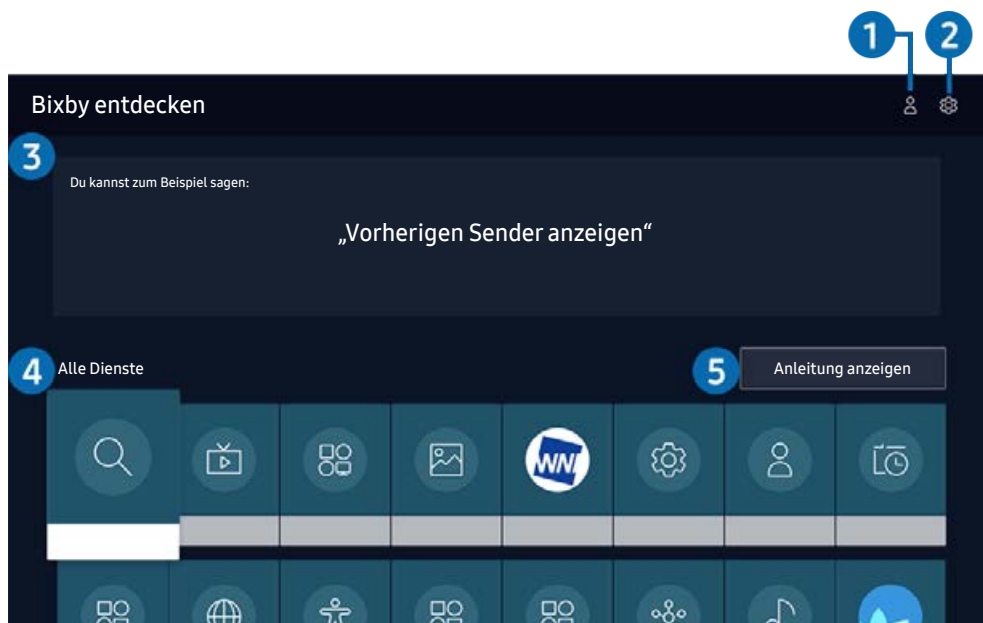 1 2
Bixby entdecken
3
Du kannst zum Beispiel sagen:
„Vorherigen Sender anzeigen“
4 Alle Dienste
5 Anleitung anzeigen
WNI